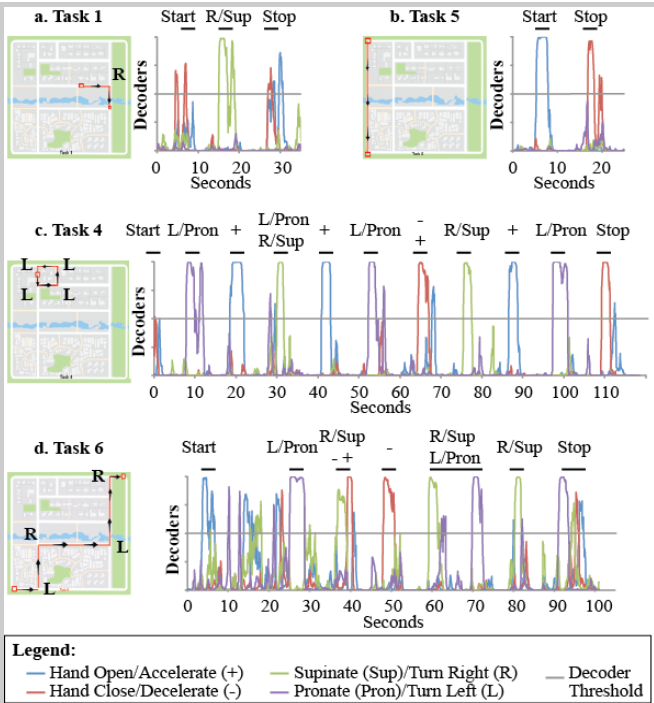 a. Task 1
Start R/Sup Stop
R
Decoders
0 10 20 30
Seconds
b. Task 5
Start Stop
Decoders
0 10 20
Seconds
c. Task 4
Start L/Pron + L/Pron R/Sup + L/Pron - + R/Sup + L/Pron Stop
L L
L L
Decoders
0 10 20 30 40 50 60 70 80 90 100 110
Seconds
d. Task 6
Start L/Pron R/Sup - + - R/Sup L/Pron R/Sup Stop
R
R
L
L
Decoders
0 10 20 30 40 50 60 70 80 90 100
Seconds
Legend:
Hand Open/Accelerate (+)
Hand Close/Decelerate (-)
Supinate (Sup)/Turn Right (R)
Pronate (Pron)/Turn Left (L)
Decoder
Threshold